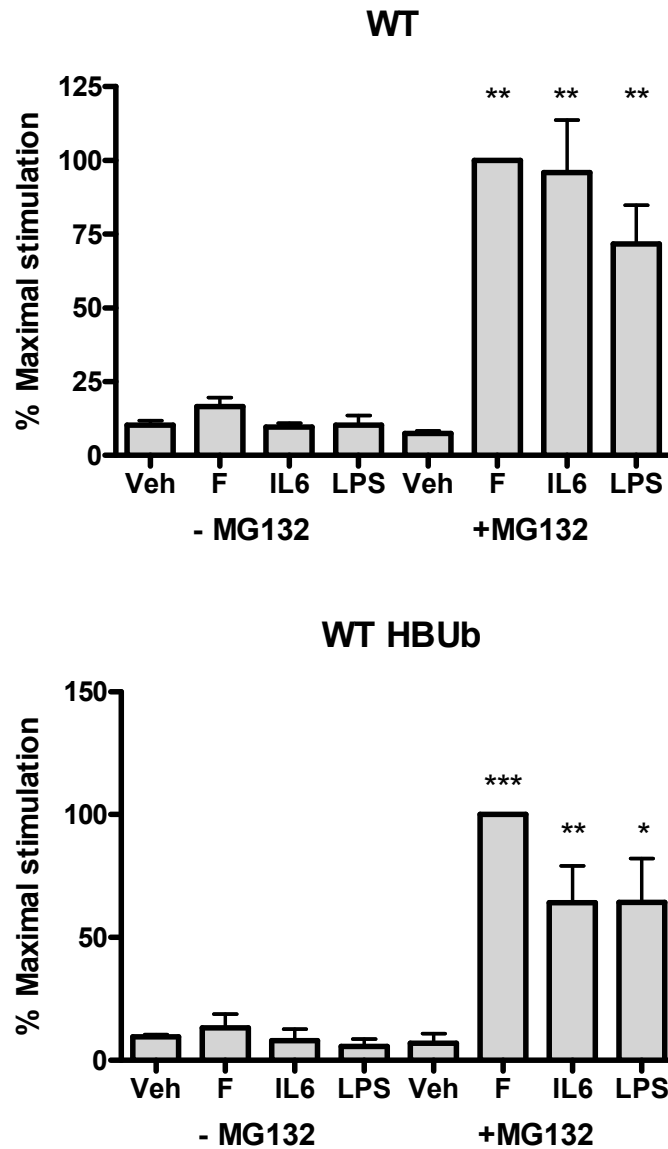 WT
% Maximal stimulation
125
100
75
50
25
0
** ** **
Veh F IL6 LPS Veh F IL6 LPS
- MG132 +MG132
WT HBUb
% Maximal stimulation
150
100
50
0
*** ** *
Veh F IL6 LPS Veh F IL6 LPS
- MG132 +MG132